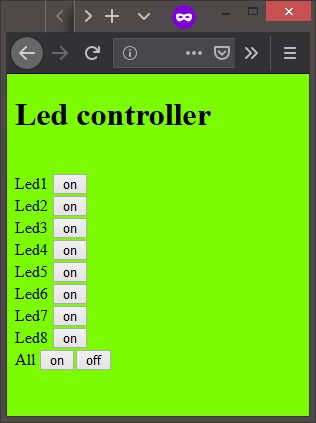 Led controller
Led1 on
Led2 on
Led3 on
Led4 on
Led5 on
Led6 on
Led7 on
Led8 on
All on off